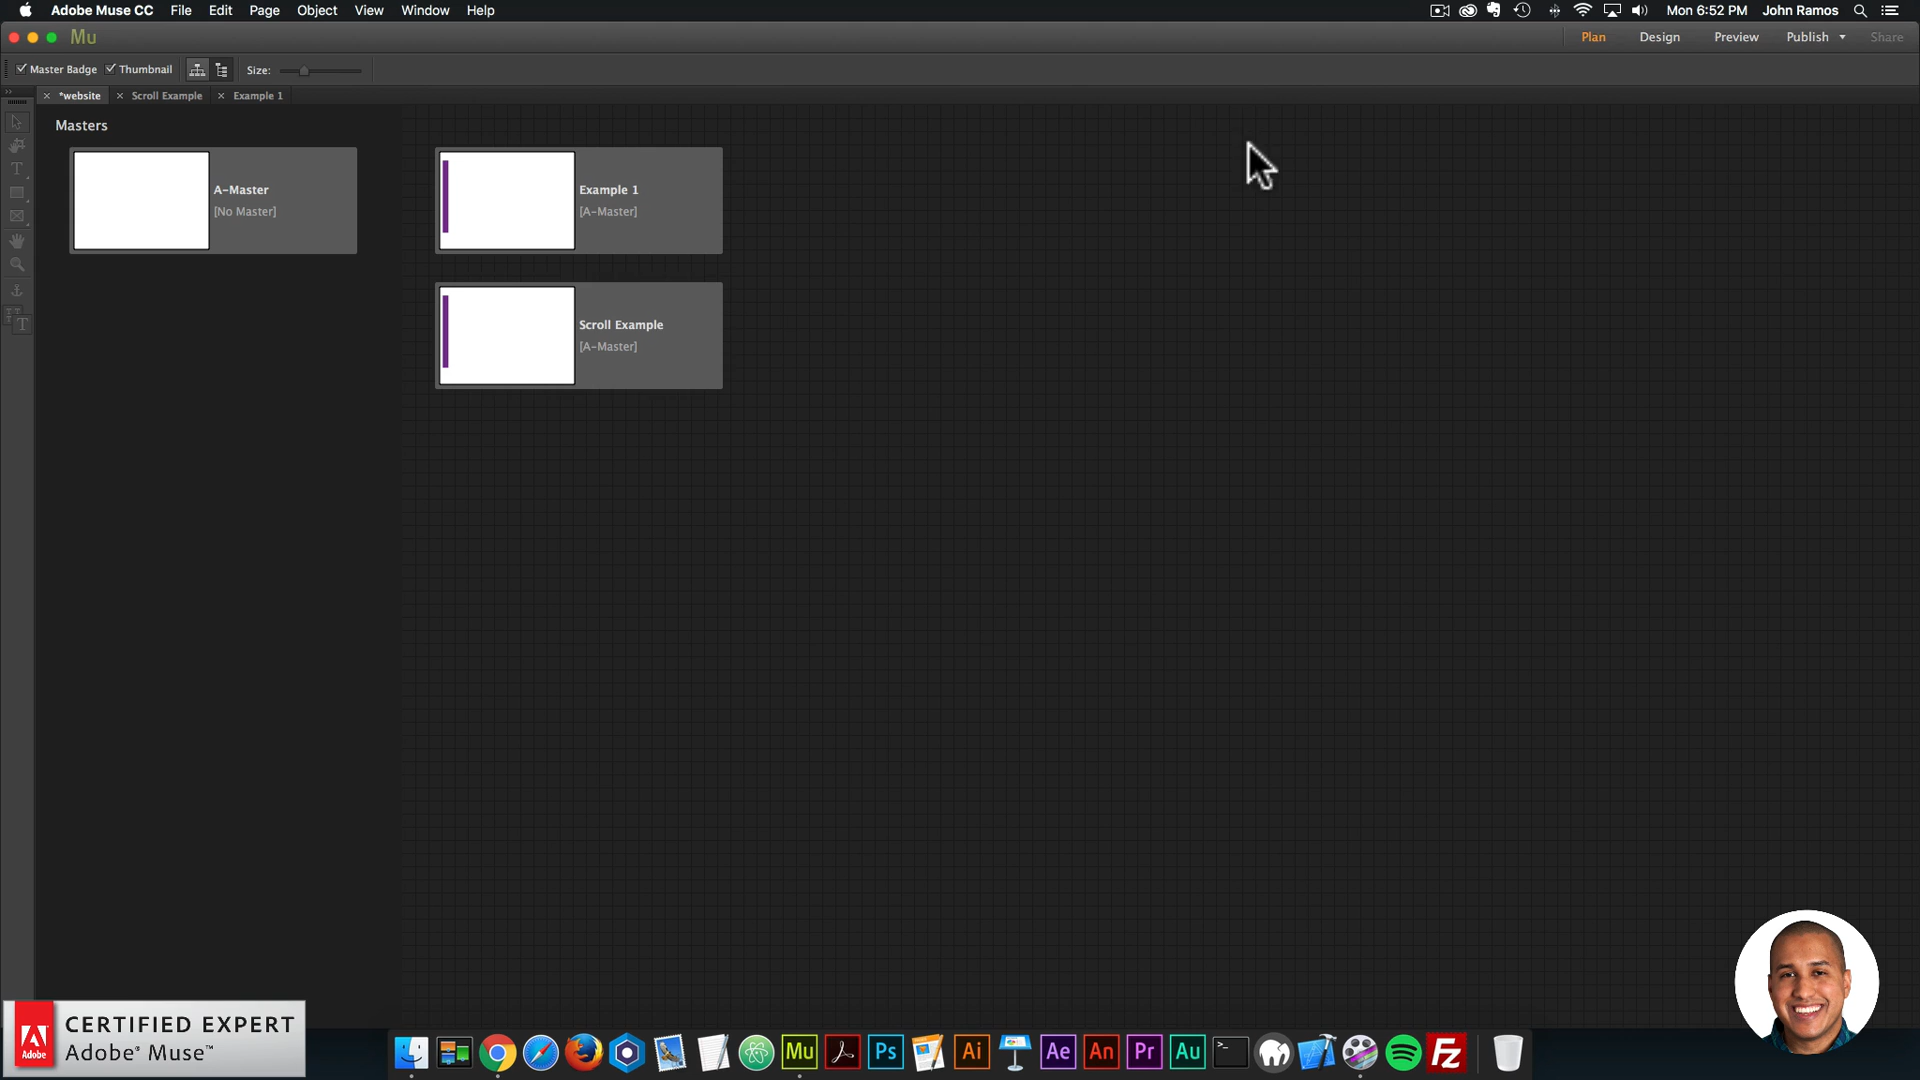 Adobe Muse CC File Edit Page Object View Window Help Mon 6:52 PM John Ramos
Mu Plan Design Preview Publish Share
Master Badge Thumbnail Size:
*website Scroll Example Example 1
Masters
A-Master
[No Master]
Example 1
[A-Master]
Scroll Example
[A-Master]
T
T
CERTIFIED EXPERT
Adobe® Muse™
Adobe
Mu Ps Ai Ae An Pr Au >_ Fz